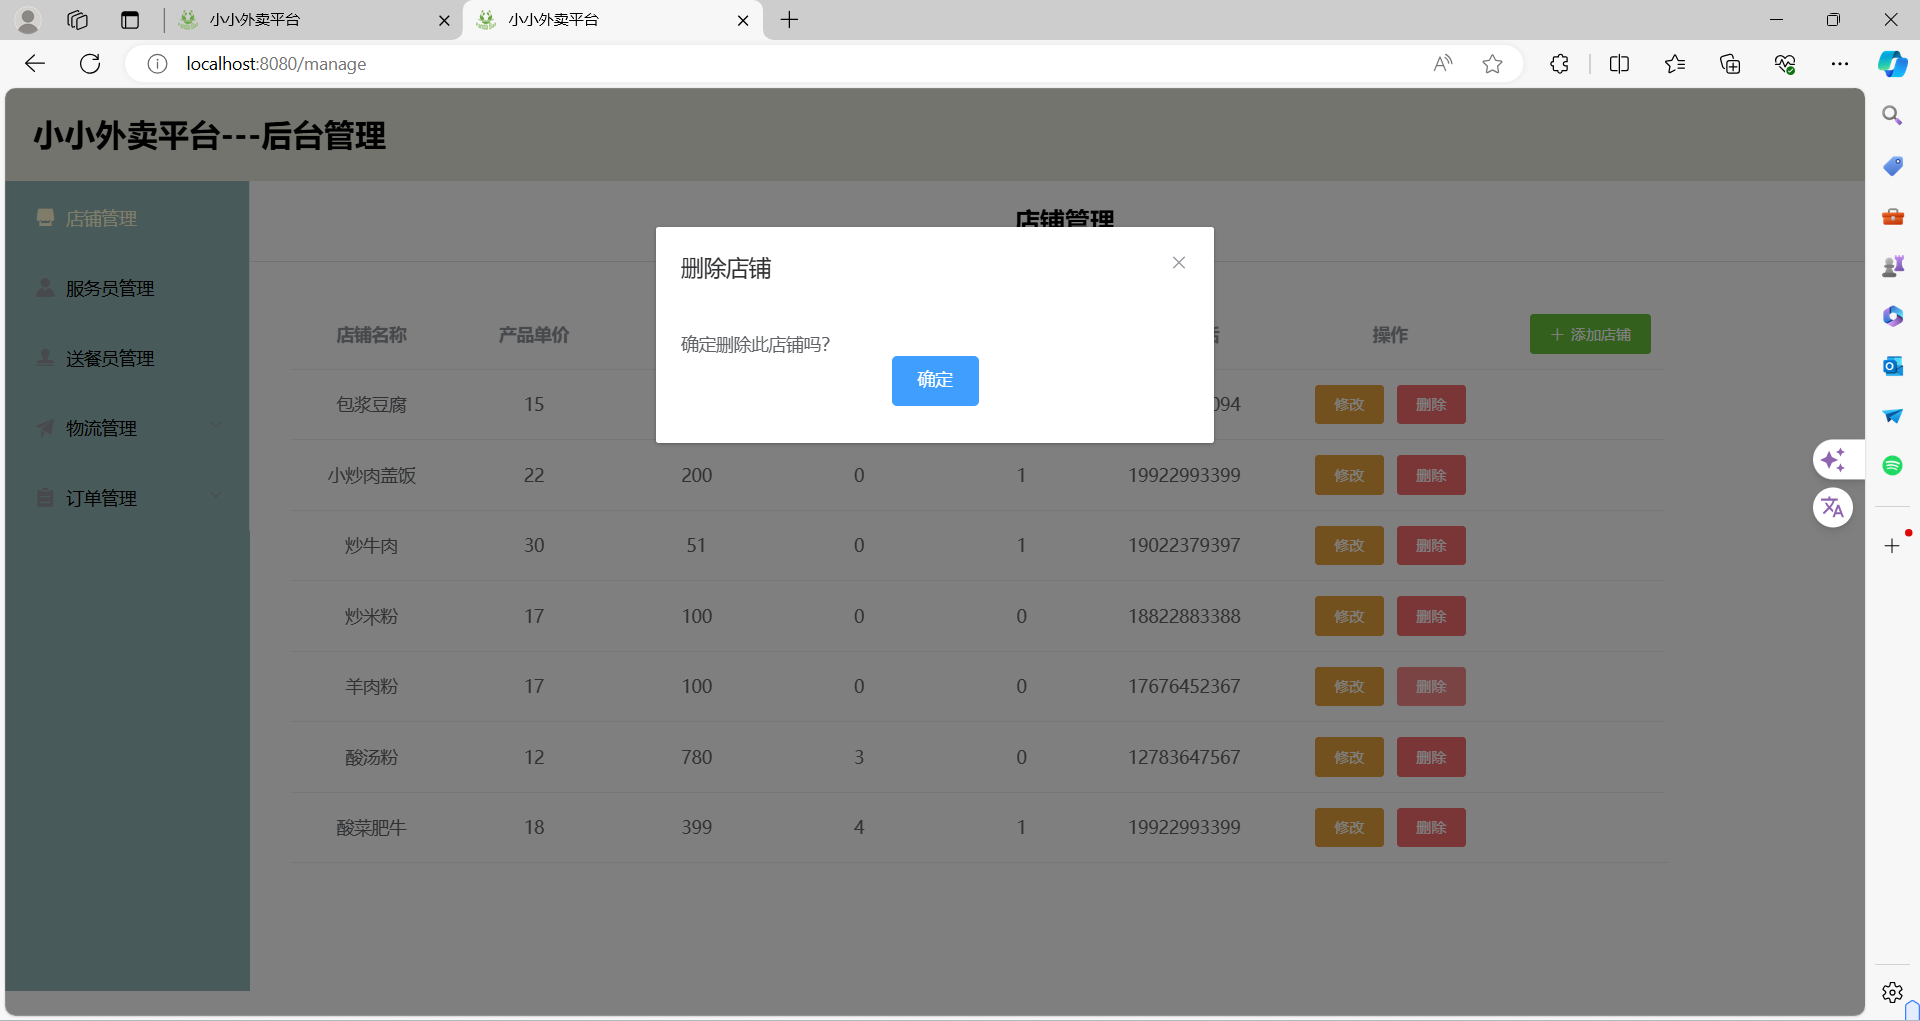 小小外卖平台
小小外卖平台
localhost:8080/manage
小小外卖平台---后台管理
店铺管理
服务员管理
送餐员管理
物流管理
订单管理
店铺管理
删除店铺
确定删除此店铺吗?
确定
店铺名称 产品单价 操作 添加店铺
包浆豆腐 15 094 修改 删除
小炒肉盖饭 22 200 0 1 19922993399 修改 删除
炒牛肉 30 51 0 1 19022379397 修改 删除
炒米粉 17 100 0 0 18822883388 修改 删除
羊肉粉 17 100 0 0 17676452367 修改 删除
酸汤粉 12 780 3 0 12783647567 修改 删除
酸菜肥牛 18 399 4 1 19922993399 修改 删除